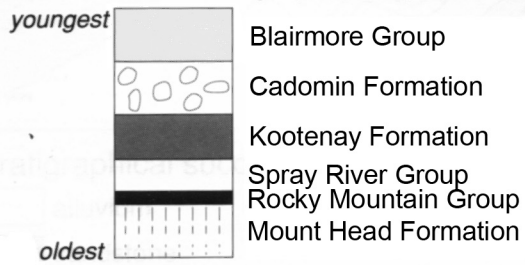 youngest
Blairmore Group
Cadomin Formation
Kootenay Formation
Spray River Group
Rocky Mountain Group
Mount Head Formation
oldest